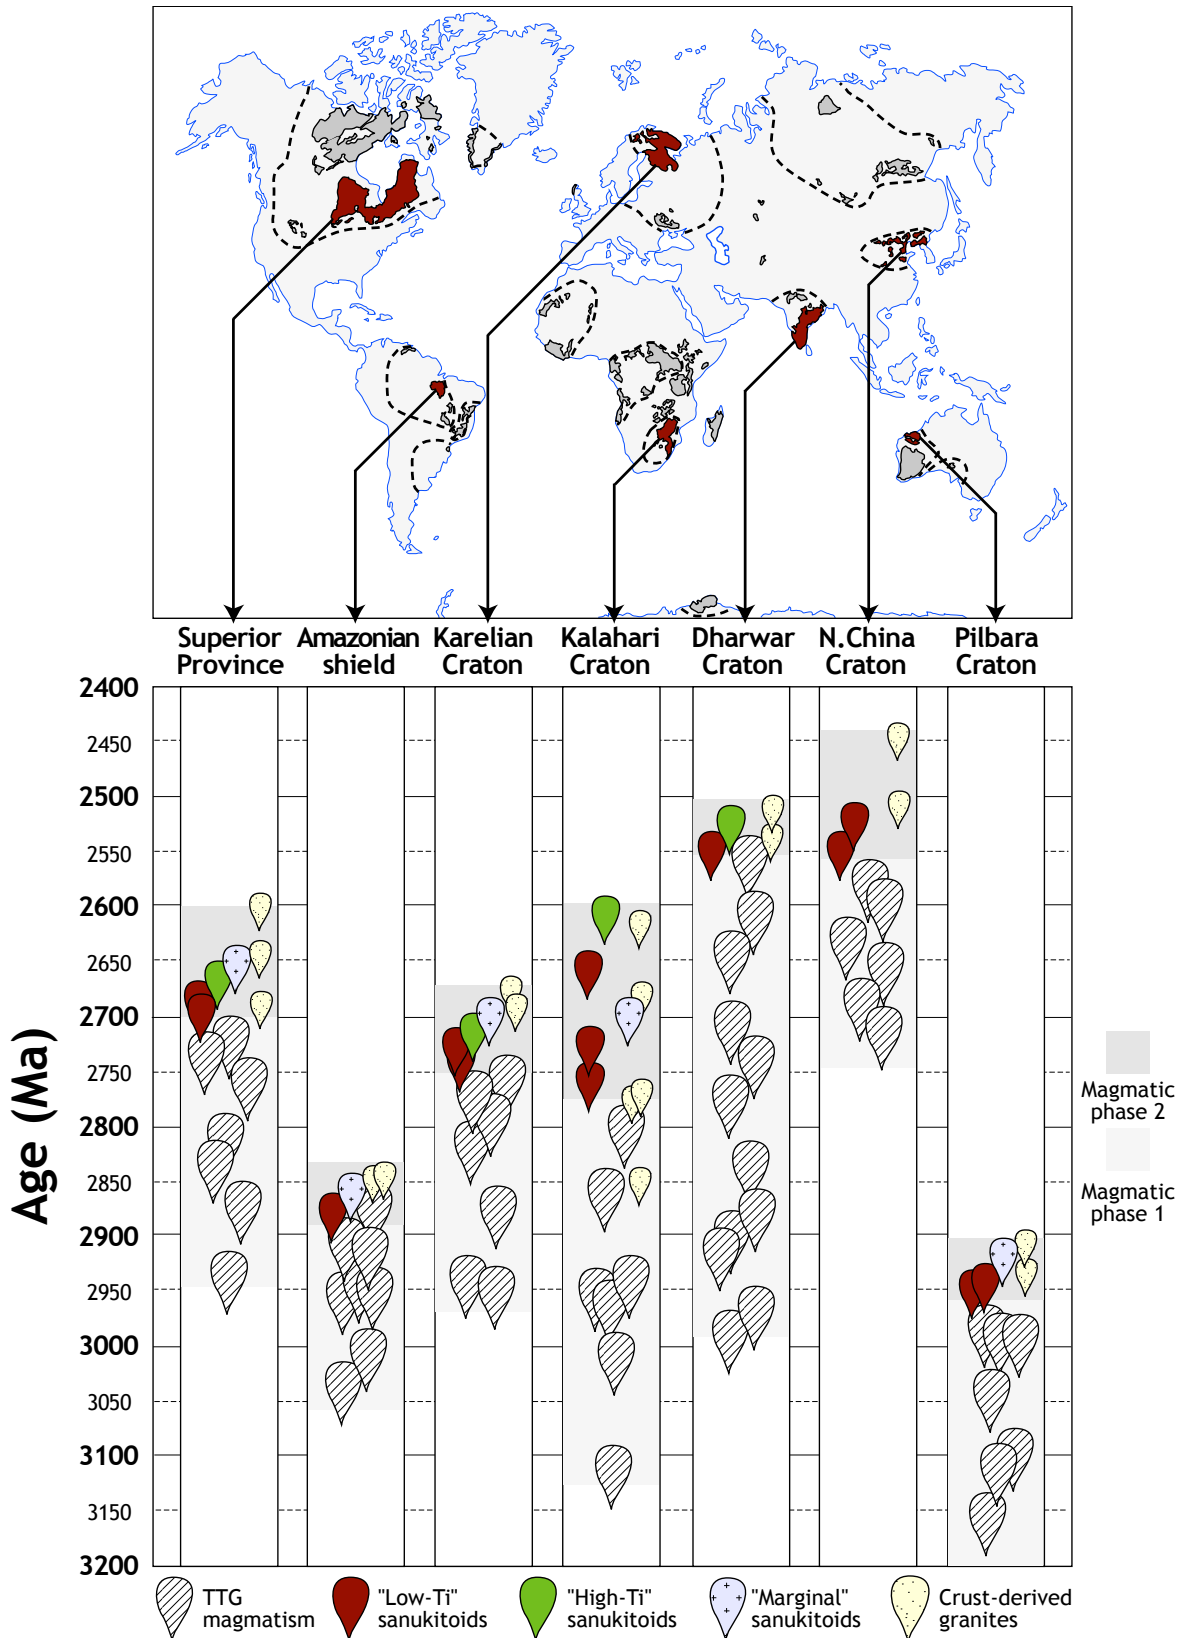 Superior
Province
Amazonian
shield
Karelian
Craton
Kalahari
Craton
Dharwar
Craton
N.China
Craton
Pilbara
Craton
Age (Ma)
2400
2450
2500
2550
2600
2650
2700
2750
2800
2850
2900
2950
3000
3050
3100
3150
3200
Magmatic
phase 2
Magmatic
phase 1
TTG
magmatism
"Low-Ti"
sanukitoids
"High-Ti"
sanukitoids
"Marginal"
sanukitoids
Crust-derived
granites